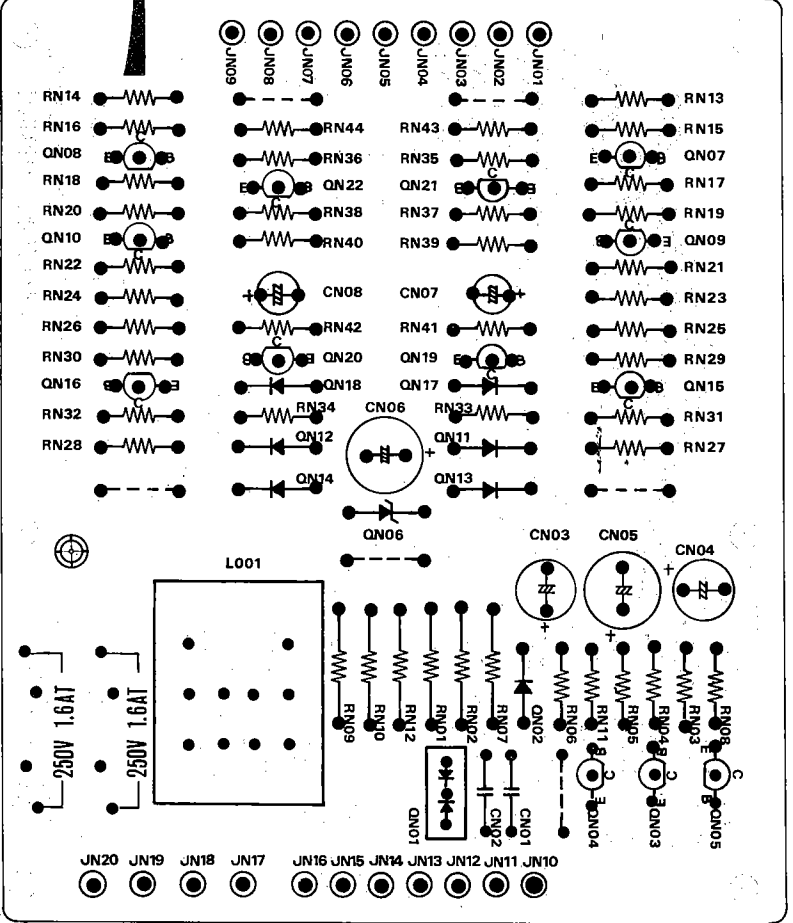 JN09 JN08 JN07 JN06 JN05 JN04 JN03 JN02 JN01
RN14 RN13
RN16 C RN44 RN43 RN15
QN08 E B RN36 RN35 E B QN07
C
RN18 E B QN22 QN21 C E B RN17
RN20 C RN38 RN37 RN19
QN10 E B RN40 RN39 C B E QN09
C
RN22 RN21
RN24 + CN08 CN07 + RN23
RN26 RN42 RN41 RN25
C
RN30 B E QN20 QN19 E B RN29
C
QN16 B E QN18 QN17 B E QN15
C C
RN32 RN34 CN06 RN33 RN31
RN28 QN12 + QN11 RN27
QN14 QN13
QN06 CN03 CN05 CN04
L001 +
+ +
250V 1.6AT 250V 1.6AT
RN09 RN10 RN12 RN01 RN02 RN07 QN02 RN06 RN11 RN05 RN04 RN03 RN08
B B E
C C C
E E B
QN01 CN02 CN01 QN04 QN03 QN05
JN20 JN19 JN18 JN17 JN16 JN15 JN14 JN13 JN12 JN11 JN10